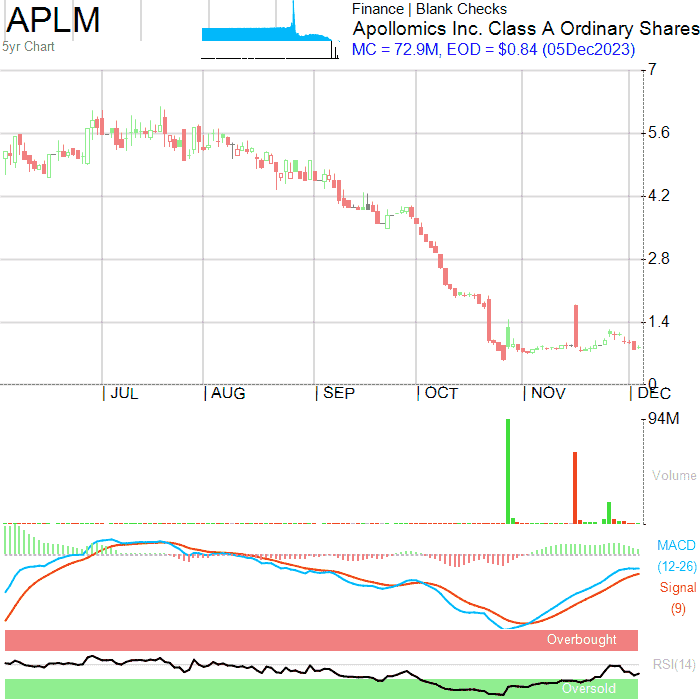 APLM
5yr Chart
Finance | Blank Checks
Apollomics Inc. Class A Ordinary Shares
MC = 72.9M, EOD = $0.84 (05Dec2023)
7
5.6
4.2
2.8
1.4
0
| JUL | AUG | SEP | OCT | NOV | DEC
94M
Volume
MACD
(12-26)
Signal
(9)
Overbought
RSI(14)
Oversold